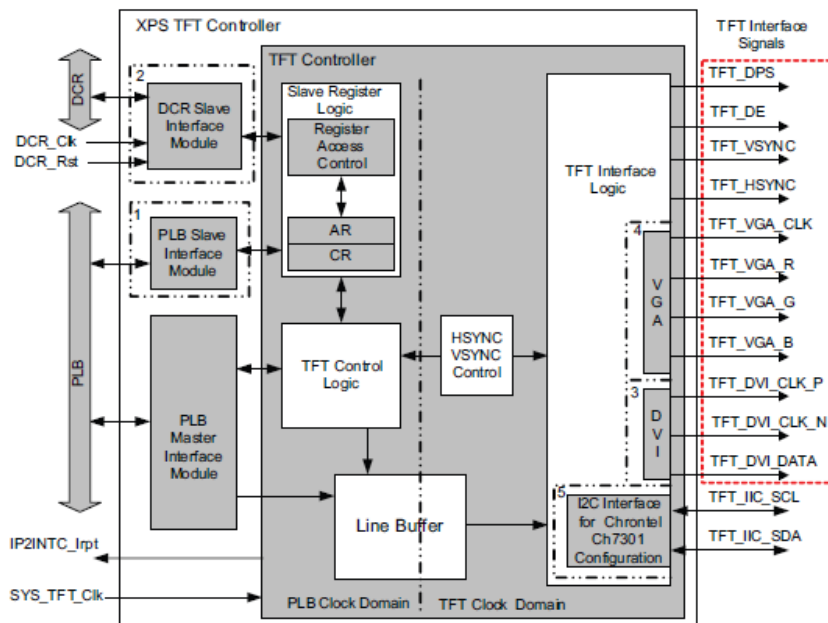 XPS TFT Controller
TFT Interface
Signals
TFT Controller
2
DCR
DCR Slave
Interface
Module
DCR_Clk
DCR_Rst
Slave Register
Logic
Register
Access
Control
AR
CR
1
PLB Slave
Interface
Module
PLB
PLB
Master
Interface
Module
TFT Control
Logic
HSYNC
VSYNC
Control
Line Buffer
TFT Interface
Logic
4
VGA
3
DVI
5
I2C Interface
for Chrontel
Ch7301
Configuration
TFT_DPS
TFT_DE
TFT_VSYNC
TFT_HSYNC
TFT_VGA_CLK
TFT_VGA_R
TFT_VGA_G
TFT_VGA_B
TFT_DVI_CLK_P
TFT_DVI_CLK_N
TFT_DVI_DATA
TFT_IIC_SCL
TFT_IIC_SDA
IP2INTC_Irpt
SYS_TFT_Clk
PLB Clock Domain
TFT Clock Domain